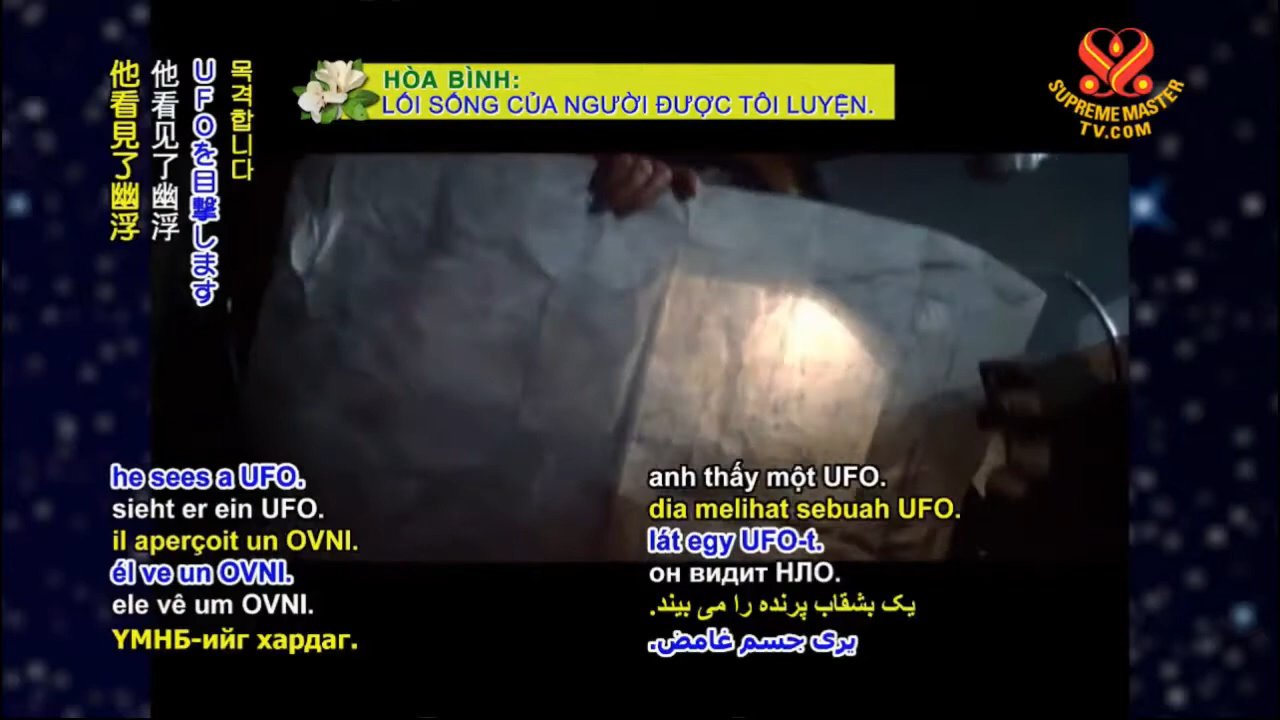 HÒA BÌNH:
LỐI SỐNG CỦA NGƯỜI ĐƯỢC TÔI LUYỆN.
SUPREME MASTER
TV.COM
목격합니다
UFOを目撃します
他看见了幽浮
他看見了幽浮
he sees a UFO.
sieht er ein UFO.
il aperçoit un OVNI.
él ve un OVNI.
ele vê um OVNI.
ҮМНБ-ийг хардаг.
anh thấy một UFO.
dia melihat sebuah UFO.
lát egy UFO-t.
он видит НЛО.
یک بشقاب پرنده را می بیند.
يرى جسم غامض.